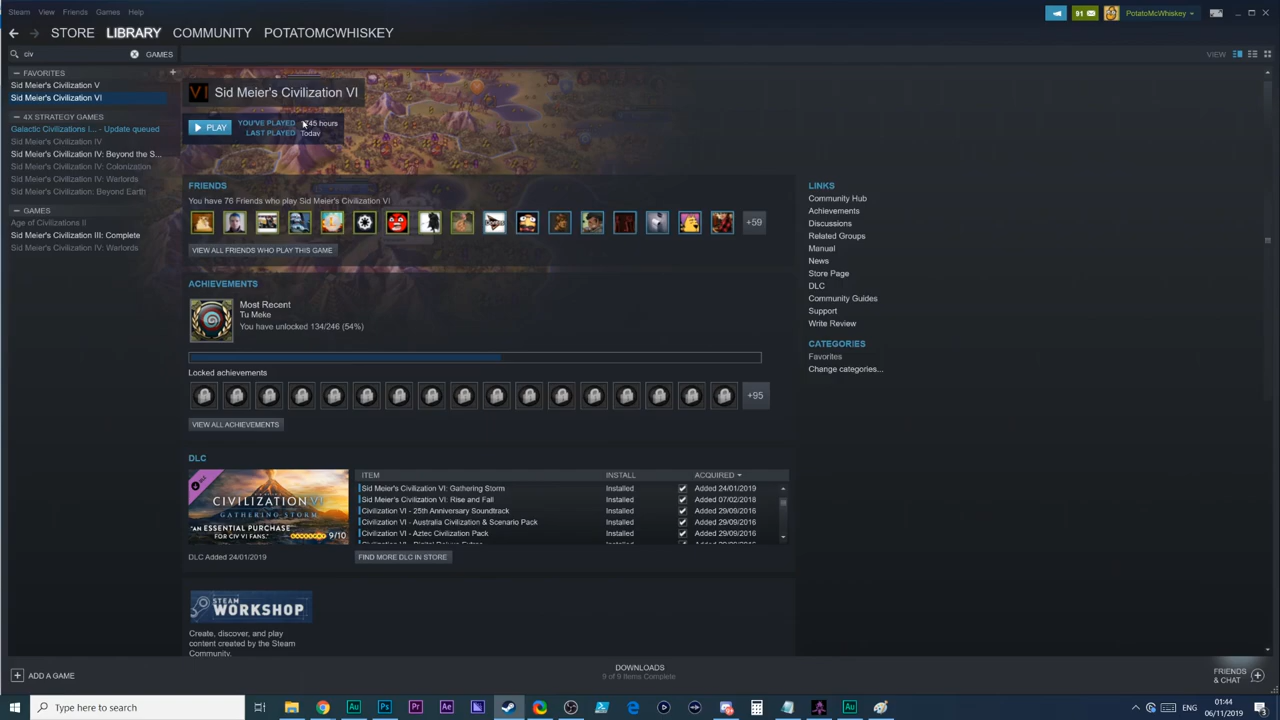 Steam View Friends Games Help
91 POTATOMCWHISKEY
STORE LIBRARY COMMUNITY POTATOMCWHISKEY
civ GAMES VIEW
— FAVORITES +
Sid Meier's Civilization V
Sid Meier's Civilization VI
— 4X STRATEGY GAMES
Galactic Civilizations I... - Update queued
Sid Meier's Civilization IV
Sid Meier's Civilization IV: Beyond the S...
Sid Meier's Civilization IV: Colonization
Sid Meier's Civilization IV: Warlords
Sid Meier's Civilization: Beyond Earth
— GAMES
Age of Civilizations II
Sid Meier's Civilization III: Complete
Sid Meier's Civilization IV: Warlords
VI Sid Meier's Civilization VI
PLAY
YOU'VE PLAYED hours
LAST PLAYED Today
FRIENDS
You have 76 Friends who play Sid Meier's Civilization VI
+59
VIEW ALL FRIENDS WHO PLAY THIS GAME
ACHIEVEMENTS
Most Recent
Tu Meke
You have unlocked 134/246 (54%)
Locked achievements
+95
VIEW ALL ACHIEVEMENTS
DLC
CIVILIZATION VI
GATHERING STORM
"AN ESSENTIAL PURCHASE
FOR CIV VI FANS." 9/10
DLC Added 24/01/2019
ITEM INSTALL ACQUIRED
Sid Meier's Civilization VI: Gathering Storm Installed Added 24/01/2019
Sid Meier's Civilization VI: Rise and Fall Installed Added 07/02/2018
Civilization VI - 25th Anniversary Soundtrack Installed Added 29/09/2016
Civilization VI - Australia Civilization & Scenario Pack Installed Added 29/09/2016
Civilization VI - Aztec Civilization Pack Installed Added 29/09/2016
FIND MORE DLC IN STORE
STEAM
WORKSHOP
Create, discover, and play
content created by the Steam
Community.
LINKS
Community Hub
Achievements
Discussions
Related Groups
Manual
News
Store Page
DLC
Community Guides
Support
Write Review
CATEGORIES
Favorites
Change categories...
+ ADD A GAME
DOWNLOADS
9 of 9 Items Complete
FRIENDS
& CHAT +
Type here to search
Au Ps Pr Ae Au
ENG
01:44
06/11/2019